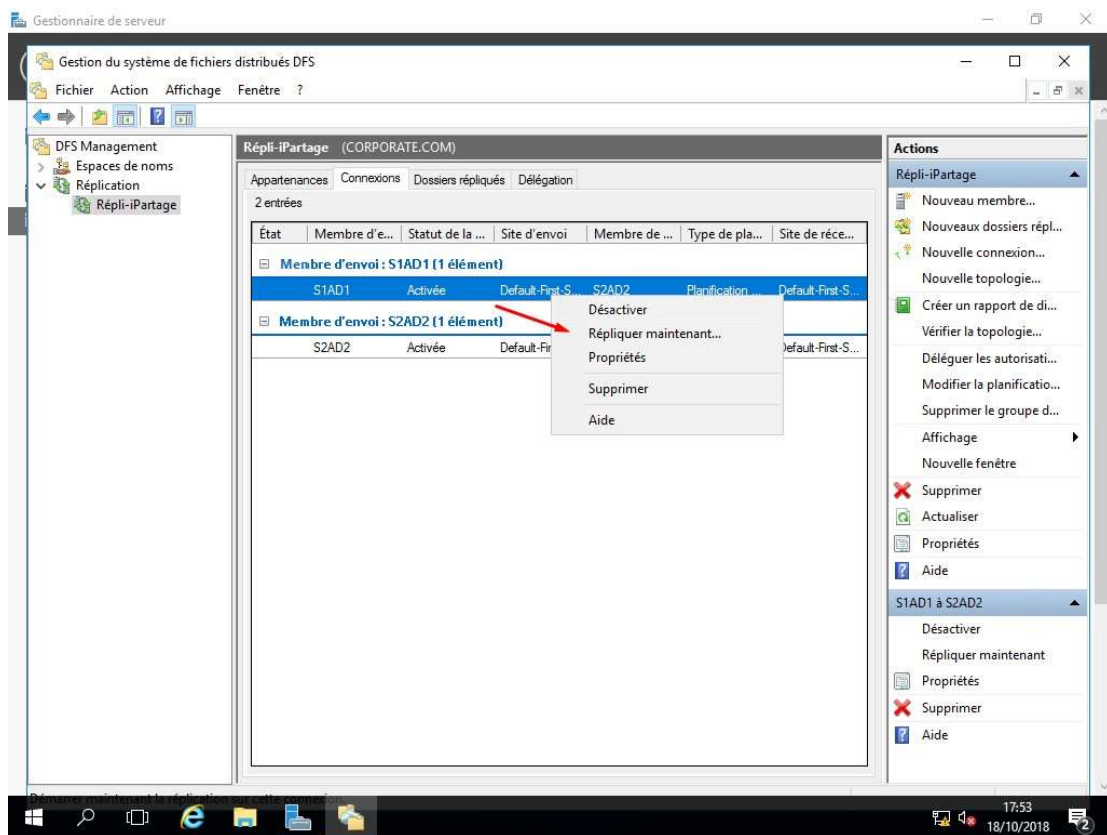 Gestionnaire de serveur
Gestion du système de fichiers distribués DFS
Fichier Action Affichage Fenêtre ?
DFS Management
Espaces de noms
Réplication
Répli-iPartage
Répli-iPartage (CORPORATE.COM)
Appartenances Connexions Dossiers répliqués Délégation
2 entrées
État Membre d'e... Statut de la ... Site d'envoi Membre de ... Type de pla... Site de réce...
Membre d'envoi : S1AD1 (1 élément)
S1AD1 Activée Default-First-S... S2AD2 Planification ... Default-First-S...
Membre d'envoi : S2AD2 (1 élément)
S2AD2 Activée Default-Fir Default-First-S...
Désactiver
Répliquer maintenant...
Propriétés
Supprimer
Aide
Actions
Répli-iPartage
Nouveau membre...
Nouveaux dossiers répl...
Nouvelle connexion...
Nouvelle topologie...
Créer un rapport de di...
Vérifier la topologie...
Déléguer les autorisati...
Modifier la planificatio...
Supprimer le groupe d...
Affichage
Nouvelle fenêtre
Supprimer
Actualiser
Propriétés
Aide
S1AD1 à S2AD2
Désactiver
Répliquer maintenant
Propriétés
Supprimer
Aide
Démarrer maintenant la réplication sur cette connexion
17:53
18/10/2018
2